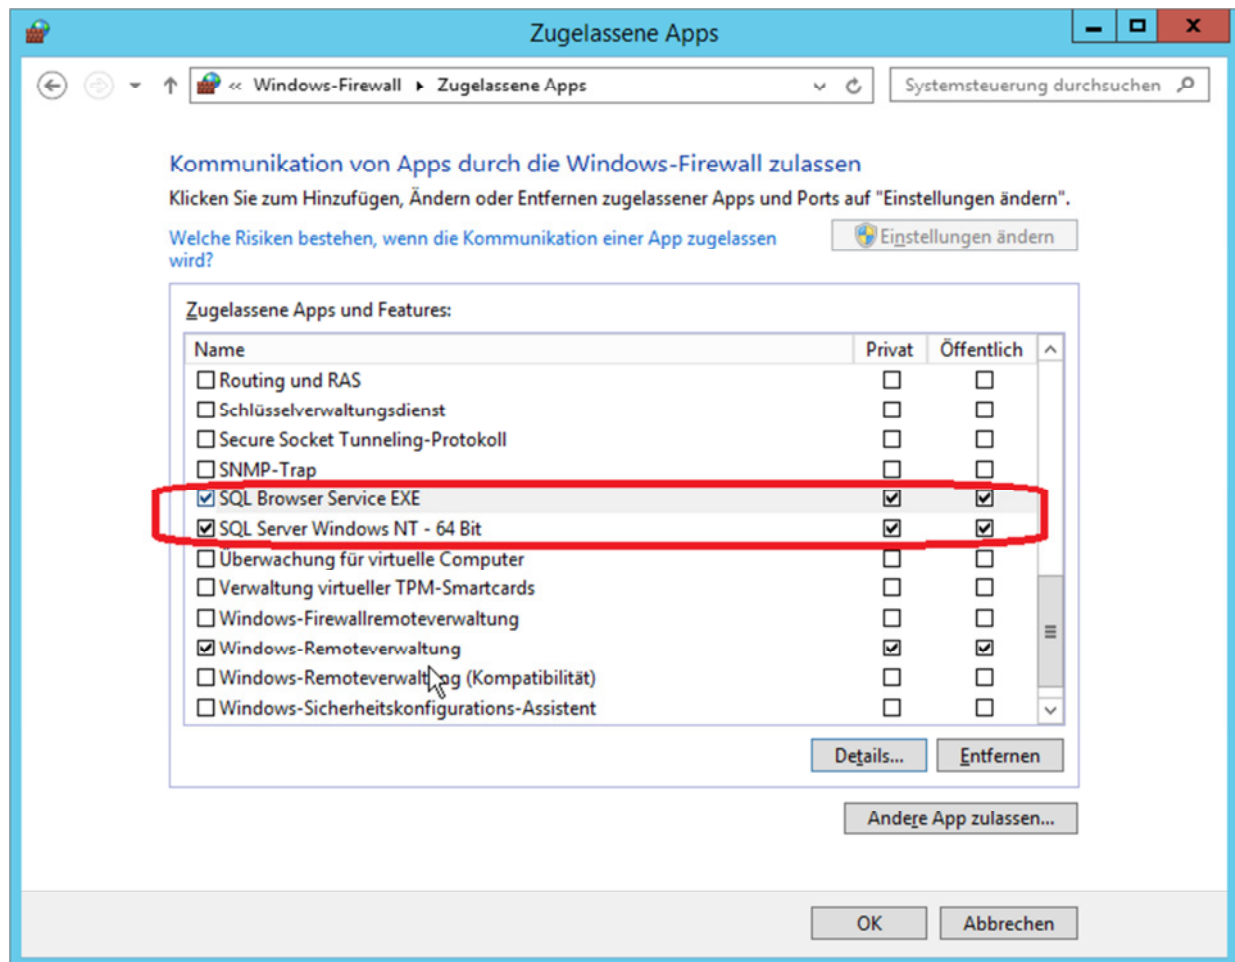 Zugelassene Apps
« Windows-Firewall Zugelassene Apps
Systemsteuerung durchsuchen
Kommunikation von Apps durch die Windows-Firewall zulassen
Klicken Sie zum Hinzufügen, Ändern oder Entfernen zugelassener Apps und Ports auf "Einstellungen ändern".
Welche Risiken bestehen, wenn die Kommunikation einer App zugelassen
wird?
Einstellungen ändern
Zugelassene Apps und Features:
Name Privat Öffentlich
Routing und RAS
Schlüsselverwaltungsdienst
Secure Socket Tunneling-Protokoll
SNMP-Trap
SQL Browser Service EXE
SQL Server Windows NT - 64 Bit
Überwachung für virtuelle Computer
Verwaltung virtueller TPM-Smartcards
Windows-Firewallremoteverwaltung
Windows-Remoteverwaltung
Windows-Remoteverwaltung (Kompatibilität)
Windows-Sicherheitskonfigurations-Assistent
Details... Entfernen
Andere App zulassen...
OK Abbrechen